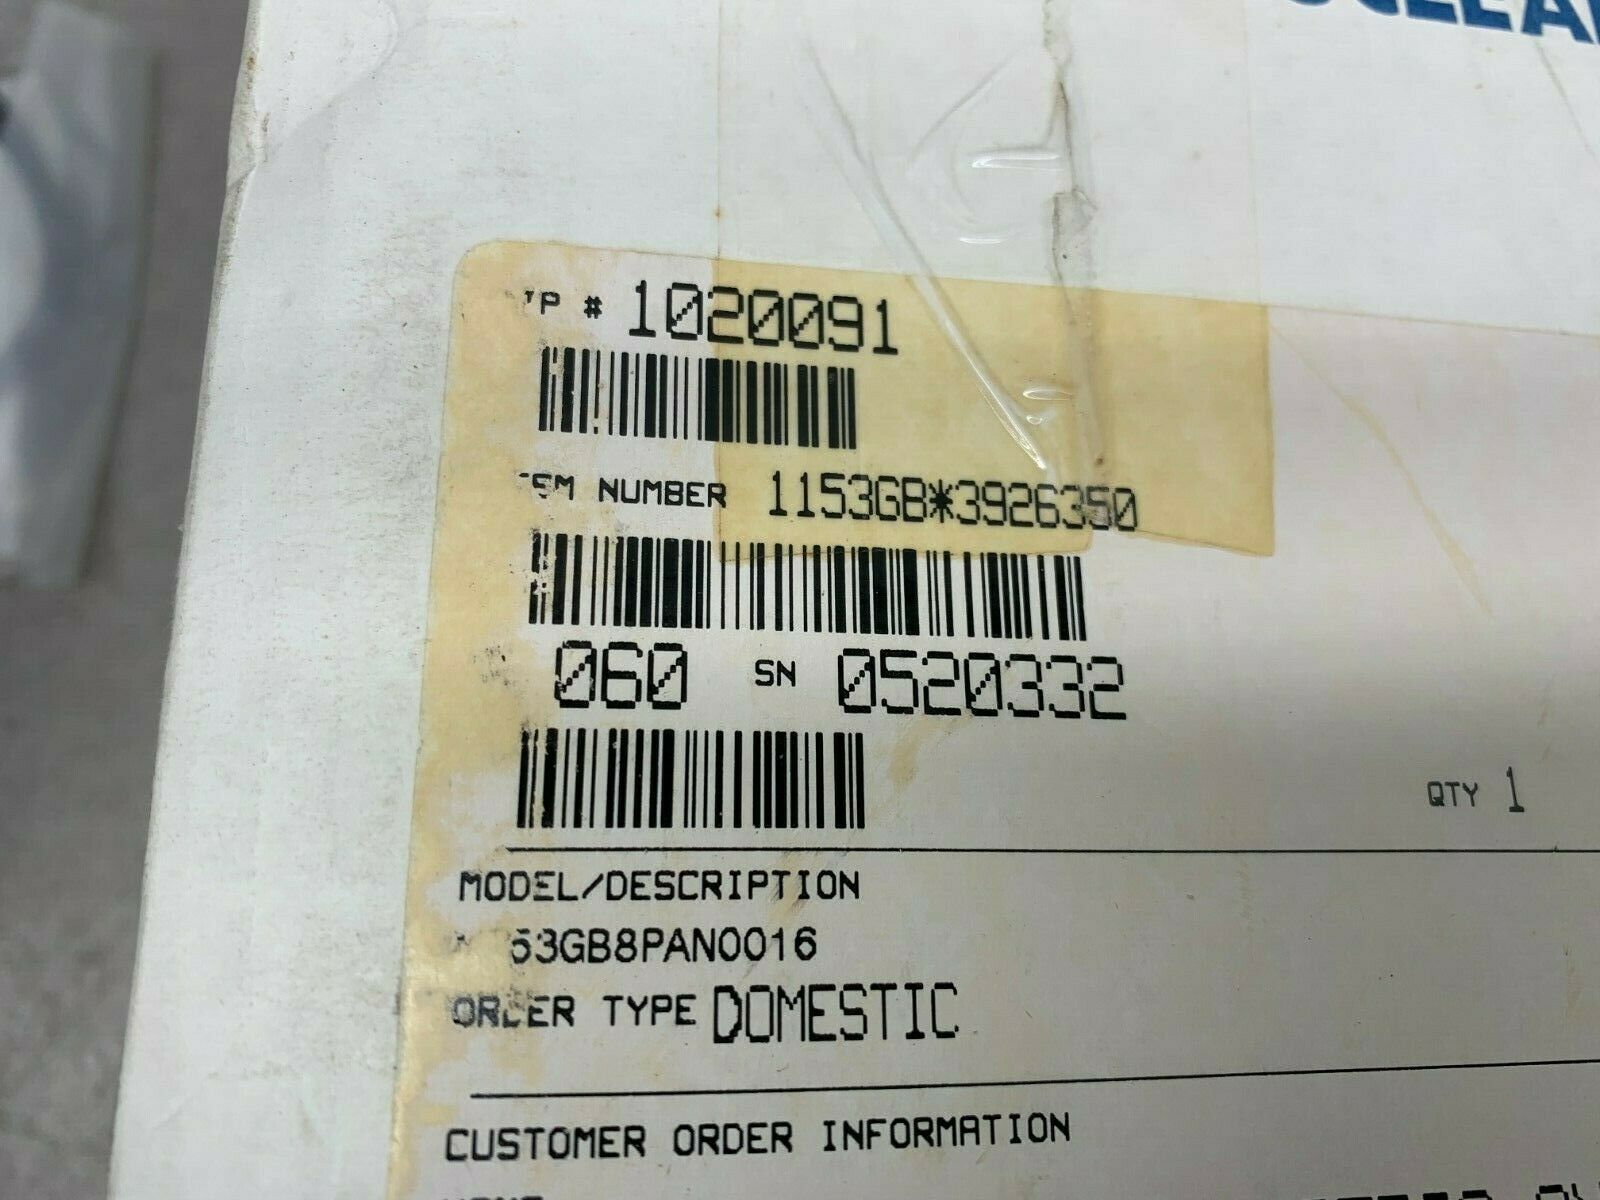 # 1020091
NUMBER 1153GB*3926350
060 SN 0520332
QTY 1
MODEL/DESCRIPTION
53GB8PAN0016
ORDER TYPE DOMESTIC
CUSTOMER ORDER INFORMATION